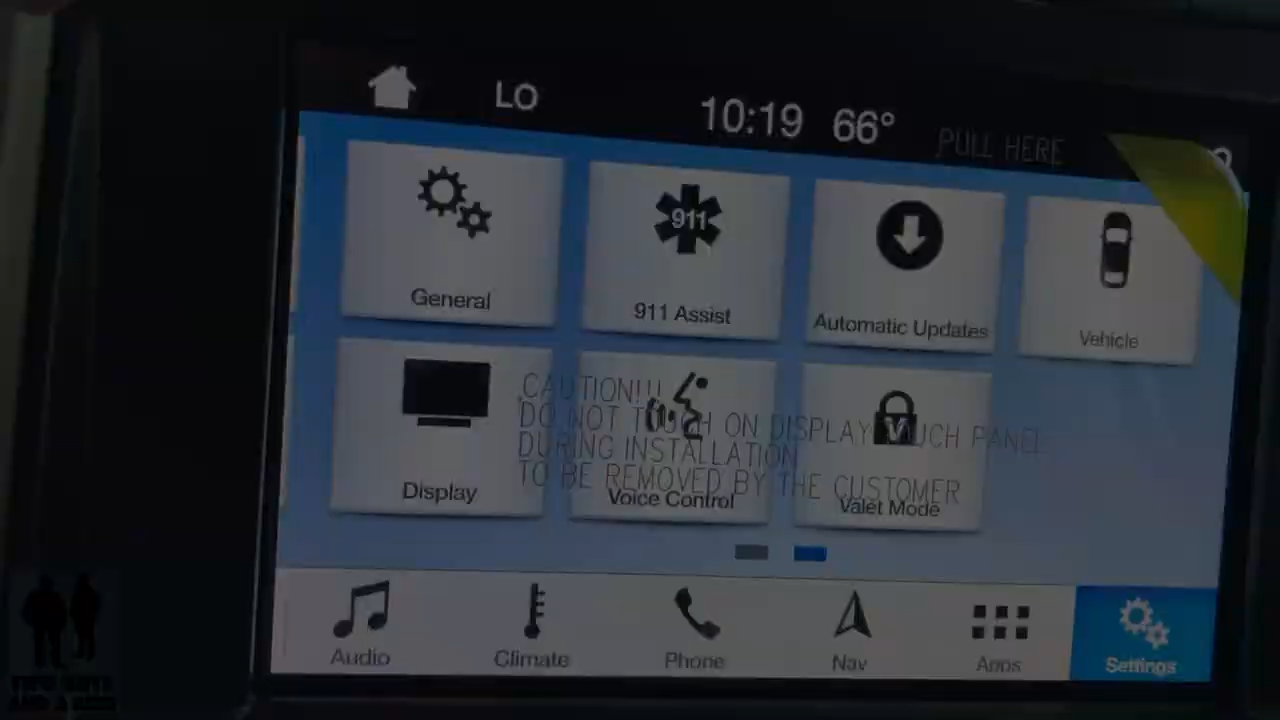 LO 10:19 66°
PULL HERE
General
911
911 Assist
Automatic Updates
Vehicle
CAUTION!!!
DO NOT TOUCH ON DISPLAY TOUCH PANEL
DURING INSTALLATION
TO BE REMOVED BY THE CUSTOMER
Display
Voice Control
V
Valet Mode
Audio
Climate
Phone
Nav
Apps
Settings